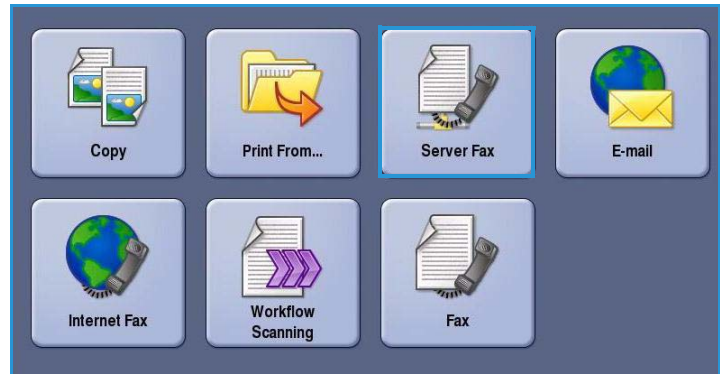 Copy
Print From...
Server Fax
E-mail
Internet Fax
Workflow
Scanning
Fax